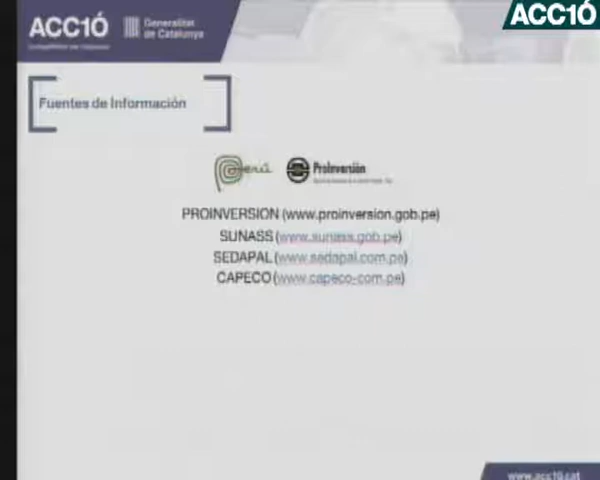 ACC1Ó
ACC1Ó
Generalitat
de Catalunya
Fuentes de Información
Perú
ProInversión
PROINVERSION (www.proinversion.gob.pe)
SUNASS (www.sunass.gob.pe)
SEDAPAL (www.sedapal.com.pe)
CAPECO (www.capeco-com.pe)
www.acc10.cat